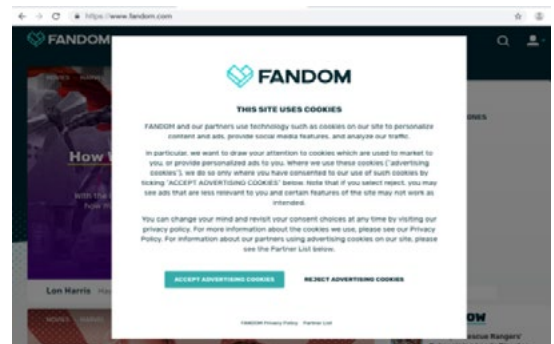 https://www.fandom.com
FANDOM
FANDOM
THIS SITE USES COOKIES
FANDOM and our partners use technology such as cookies on our site to personalize
content and ads, provide social media features, and analyze our traffic.
In particular, we want to draw your attention to cookies which are used to market to
you, or provide personalized ads to you. Where we use these cookies ("advertising
cookies"), we do so only where you have consented to our use of such cookies by
ticking "ACCEPT ADVERTISING COOKIES" below. Note that if you select reject, you may
see ads that are less relevant to you and certain features of the site may not work as
intended.
You can change your mind and revisit your consent choices at any time by visiting our
privacy policy. For more information about the cookies we use, please see our Privacy
Policy. For information about our partners using advertising cookies on our site, please
see the Partner List below.
ACCEPT ADVERTISING COOKIES REJECT ADVERTISING COOKIES
FANDOM Privacy Policy Partner List
MOVIES MARVEL
How
With the
Lon Harris
MOVIES MARVEL
OW
Rangers'